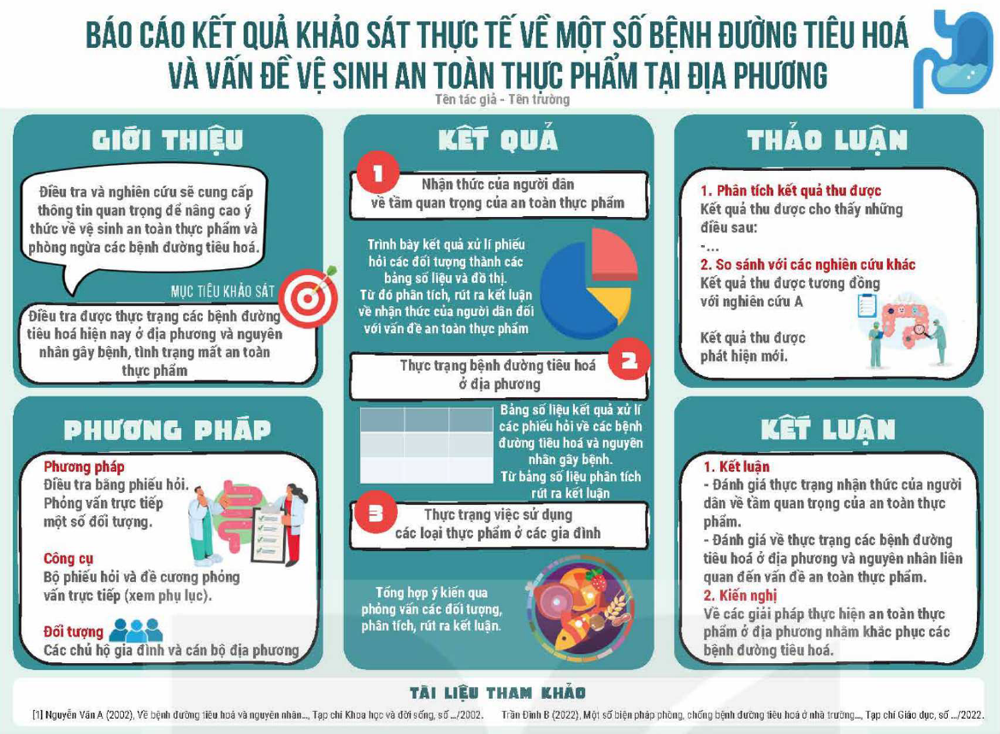 BÁO CÁO KẾT QUẢ KHẢO SÁT THỰC TẾ VỀ MỘT SỐ BỆNH ĐƯỜNG TIÊU HOÁ
VÀ VẤN ĐỀ VỆ SINH AN TOÀN THỰC PHẨM TẠI ĐỊA PHƯƠNG
Tên tác giả - Tên trường
GIỚI THIỆU
Điều tra và nghiên cứu sẽ cung cấp
thông tin quan trọng để nâng cao ý
thức về vệ sinh an toàn thực phẩm và
phòng ngừa các bệnh đường tiêu hoá.
MỤC TIÊU KHẢO SÁT
Điều tra được thực trạng các bệnh đường
tiêu hoá hiện nay ở địa phương và nguyên
nhân gây bệnh, tình trạng mất an toàn
thực phẩm
PHƯƠNG PHÁP
Phương pháp
Điều tra bằng phiếu hỏi.
Phỏng vấn trực tiếp
một số đối tượng.
Công cụ
Bộ phiếu hỏi và đề cương phỏng
vấn trực tiếp (xem phụ lục).
Đối tượng
Các chủ hộ gia đình và cán bộ địa phương
KẾT QUẢ
1
Nhận thức của người dân
về tầm quan trọng của an toàn thực phẩm
Trình bày kết quả xử lí phiếu
hỏi các đối tượng thành các
bảng số liệu và đồ thị.
Từ đó phân tích, rút ra kết luận
về nhận thức của người dân đối
với vấn đề an toàn thực phẩm
2
Thực trạng bệnh đường tiêu hoá
ở địa phương
Bảng số liệu kết quả xử lí
các phiếu hỏi về các bệnh
đường tiêu hoá và nguyên
nhân gây bệnh.
Từ bảng số liệu phân tích
rút ra kết luận
3
Thực trạng việc sử dụng
các loại thực phẩm ở các gia đình
Tổng hợp ý kiến qua
phỏng vấn các đối tượng,
phân tích, rút ra kết luận.
THẢO LUẬN
1. Phân tích kết quả thu được
Kết quả thu được cho thấy những
điều sau:
-...
2. So sánh với các nghiên cứu khác
Kết quả thu được tương đồng
với nghiên cứu A
Kết quả thu được
phát hiện mới.
KẾT LUẬN
1. Kết luận
- Đánh giá thực trạng nhận thức của người
dân về tầm quan trọng của an toàn thực
phẩm.
- Đánh giá về thực trạng các bệnh đường
tiêu hoá ở địa phương và nguyên nhân liên
quan đến vấn đề an toàn thực phẩm.
2. Kiến nghị
Về các giải pháp thực hiện an toàn thực
phẩm ở địa phương nhằm khắc phục các
bệnh đường tiêu hoá.
TÀI LIỆU THAM KHẢO
[1] Nguyễn Văn A (2002), Về bệnh đường tiêu hoá và nguyên nhân..., Tạp chí Khoa học và đời sống, số .../2002. Trần Đình B (2022), Một số biện pháp phòng, chống bệnh đường tiêu hoá ở nhà trường..., Tạp chí Giáo dục, số .../2022.